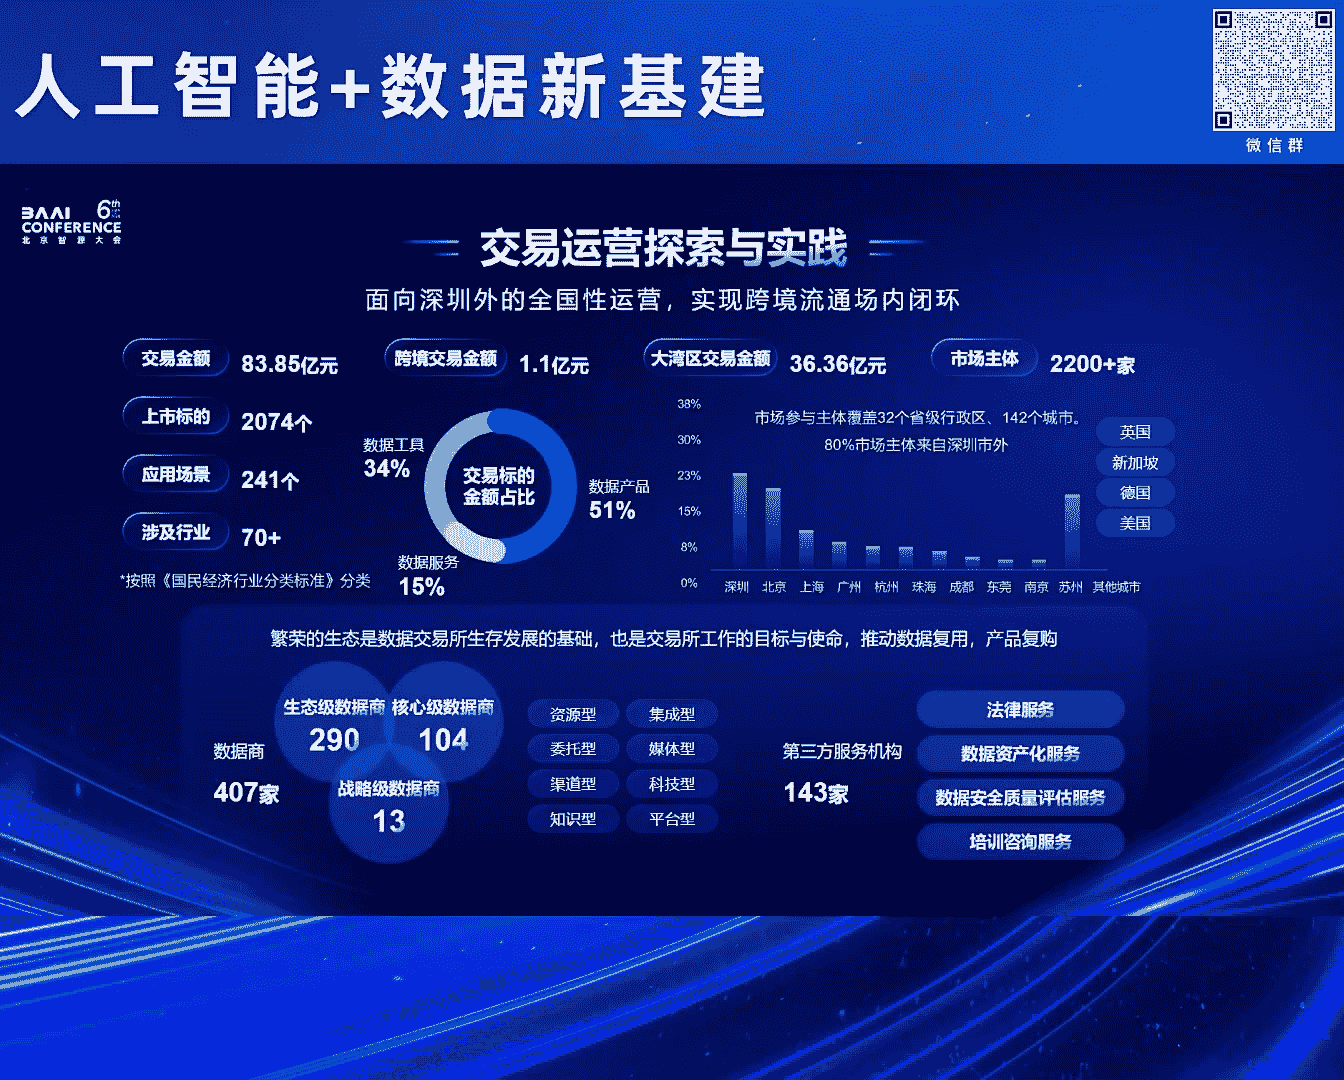 人工智能+数据新基建
微信群
BAAI 6th
CONFERENCE
北京智源大会
交易运营探索与实践
面向深圳外的全国性运营，实现跨境流通场内闭环
交易金额 83.85亿元
跨境交易金额 1.1亿元
大湾区交易金额 36.36亿元
市场主体 2200+家
上市标的 2074个
应用场景 241个
涉及行业 70+
*按照《国民经济行业分类标准》分类
数据工具
34%
交易标的
金额占比
数据产品
51%
数据服务
15%
市场参与主体覆盖32个省级行政区、142个城市。
80%市场主体来自深圳市外
38%
30%
23%
15%
8%
0%
深圳 北京 上海 广州 杭州 珠海 成都 东莞 南京 苏州 其他城市
英国
新加坡
德国
美国
繁荣的生态是数据交易所生存发展的基础，也是交易所工作的目标与使命，推动数据复用，产品复购
数据商
407家
生态级数据商
290
核心级数据商
104
战略级数据商
13
资源型 集成型
委托型 媒体型
渠道型 科技型
知识型 平台型
第三方服务机构
143家
法律服务
数据资产化服务
数据安全质量评估服务
培训咨询服务